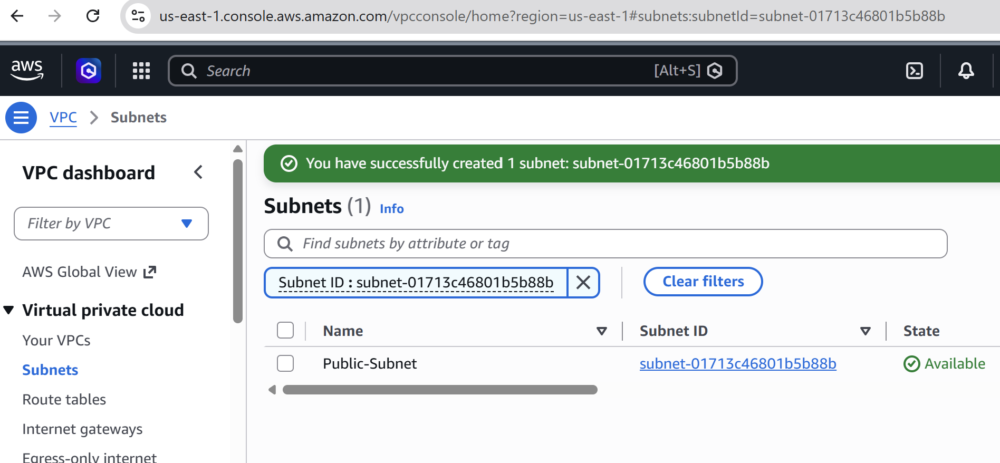 us-east-1.console.aws.amazon.com/vpcconsole/home?region=us-east-1#subnets:subnetId=subnet-01713c46801b5b88b
aws
Search [Alt+S]
VPC Subnets
You have successfully created 1 subnet: subnet-01713c46801b5b88b
VPC dashboard
Filter by VPC
AWS Global View
Virtual private cloud
Your VPCs
Subnets
Route tables
Internet gateways
Egress-only internet
Subnets (1) Info
Find subnets by attribute or tag
Subnet ID : subnet-01713c46801b5b88b
Clear filters
Name Subnet ID State
Public-Subnet subnet-01713c46801b5b88b Available